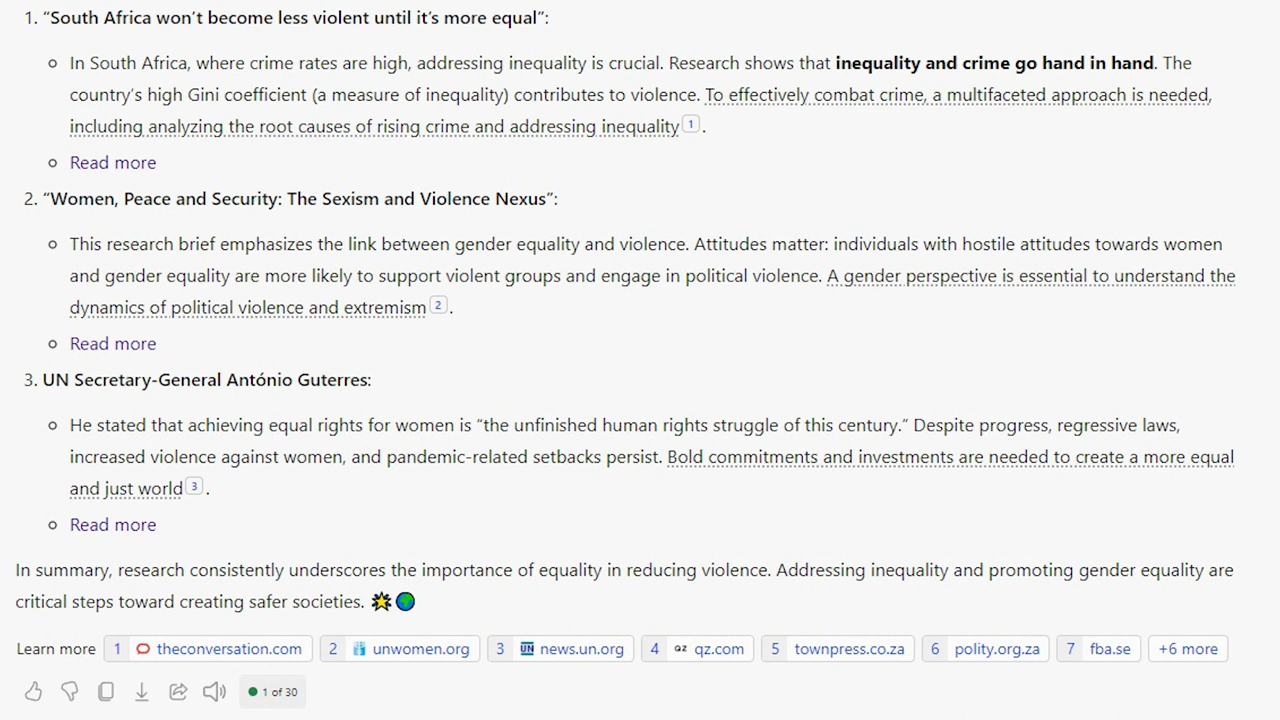 1. “South Africa won’t become less violent until it’s more equal”:
In South Africa, where crime rates are high, addressing inequality is crucial. Research shows that inequality and crime go hand in hand. The
country’s high Gini coefficient (a measure of inequality) contributes to violence. To effectively combat crime, a multifaceted approach is needed,
including analyzing the root causes of rising crime and addressing inequality 1 .
Read more
2. “Women, Peace and Security: The Sexism and Violence Nexus”:
This research brief emphasizes the link between gender equality and violence. Attitudes matter: individuals with hostile attitudes towards women
and gender equality are more likely to support violent groups and engage in political violence. A gender perspective is essential to understand the
dynamics of political violence and extremism 2 .
Read more
3. UN Secretary-General António Guterres:
He stated that achieving equal rights for women is “the unfinished human rights struggle of this century.” Despite progress, regressive laws,
increased violence against women, and pandemic-related setbacks persist. Bold commitments and investments are needed to create a more equal
and just world 3 .
Read more
In summary, research consistently underscores the importance of equality in reducing violence. Addressing inequality and promoting gender equality are
critical steps toward creating safer societies.
Learn more 1 theconversation.com 2 unwomen.org 3 UN news.un.org 4 QZ qz.com 5 townpress.co.za 6 polity.org.za 7 fba.se +6 more
1 of 30